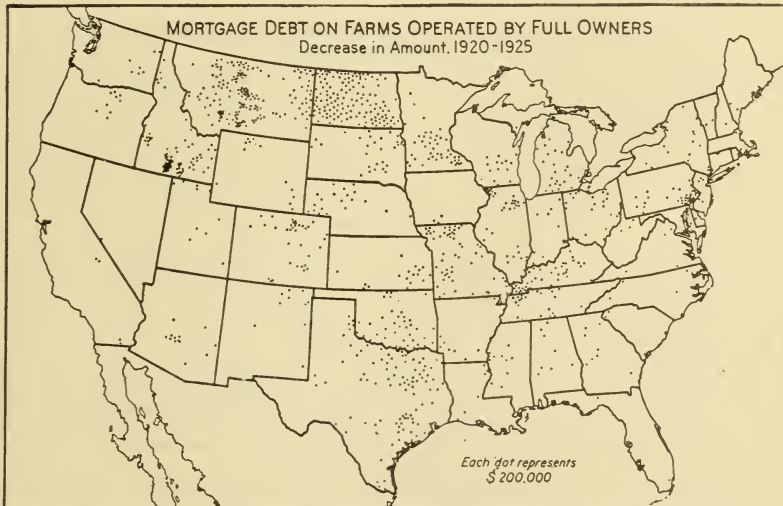 MORTGAGE DEBT ON FARMS OPERATED BY FULL OWNERS
Decrease in Amount, 1920-1925
Each dot represents
$200,000